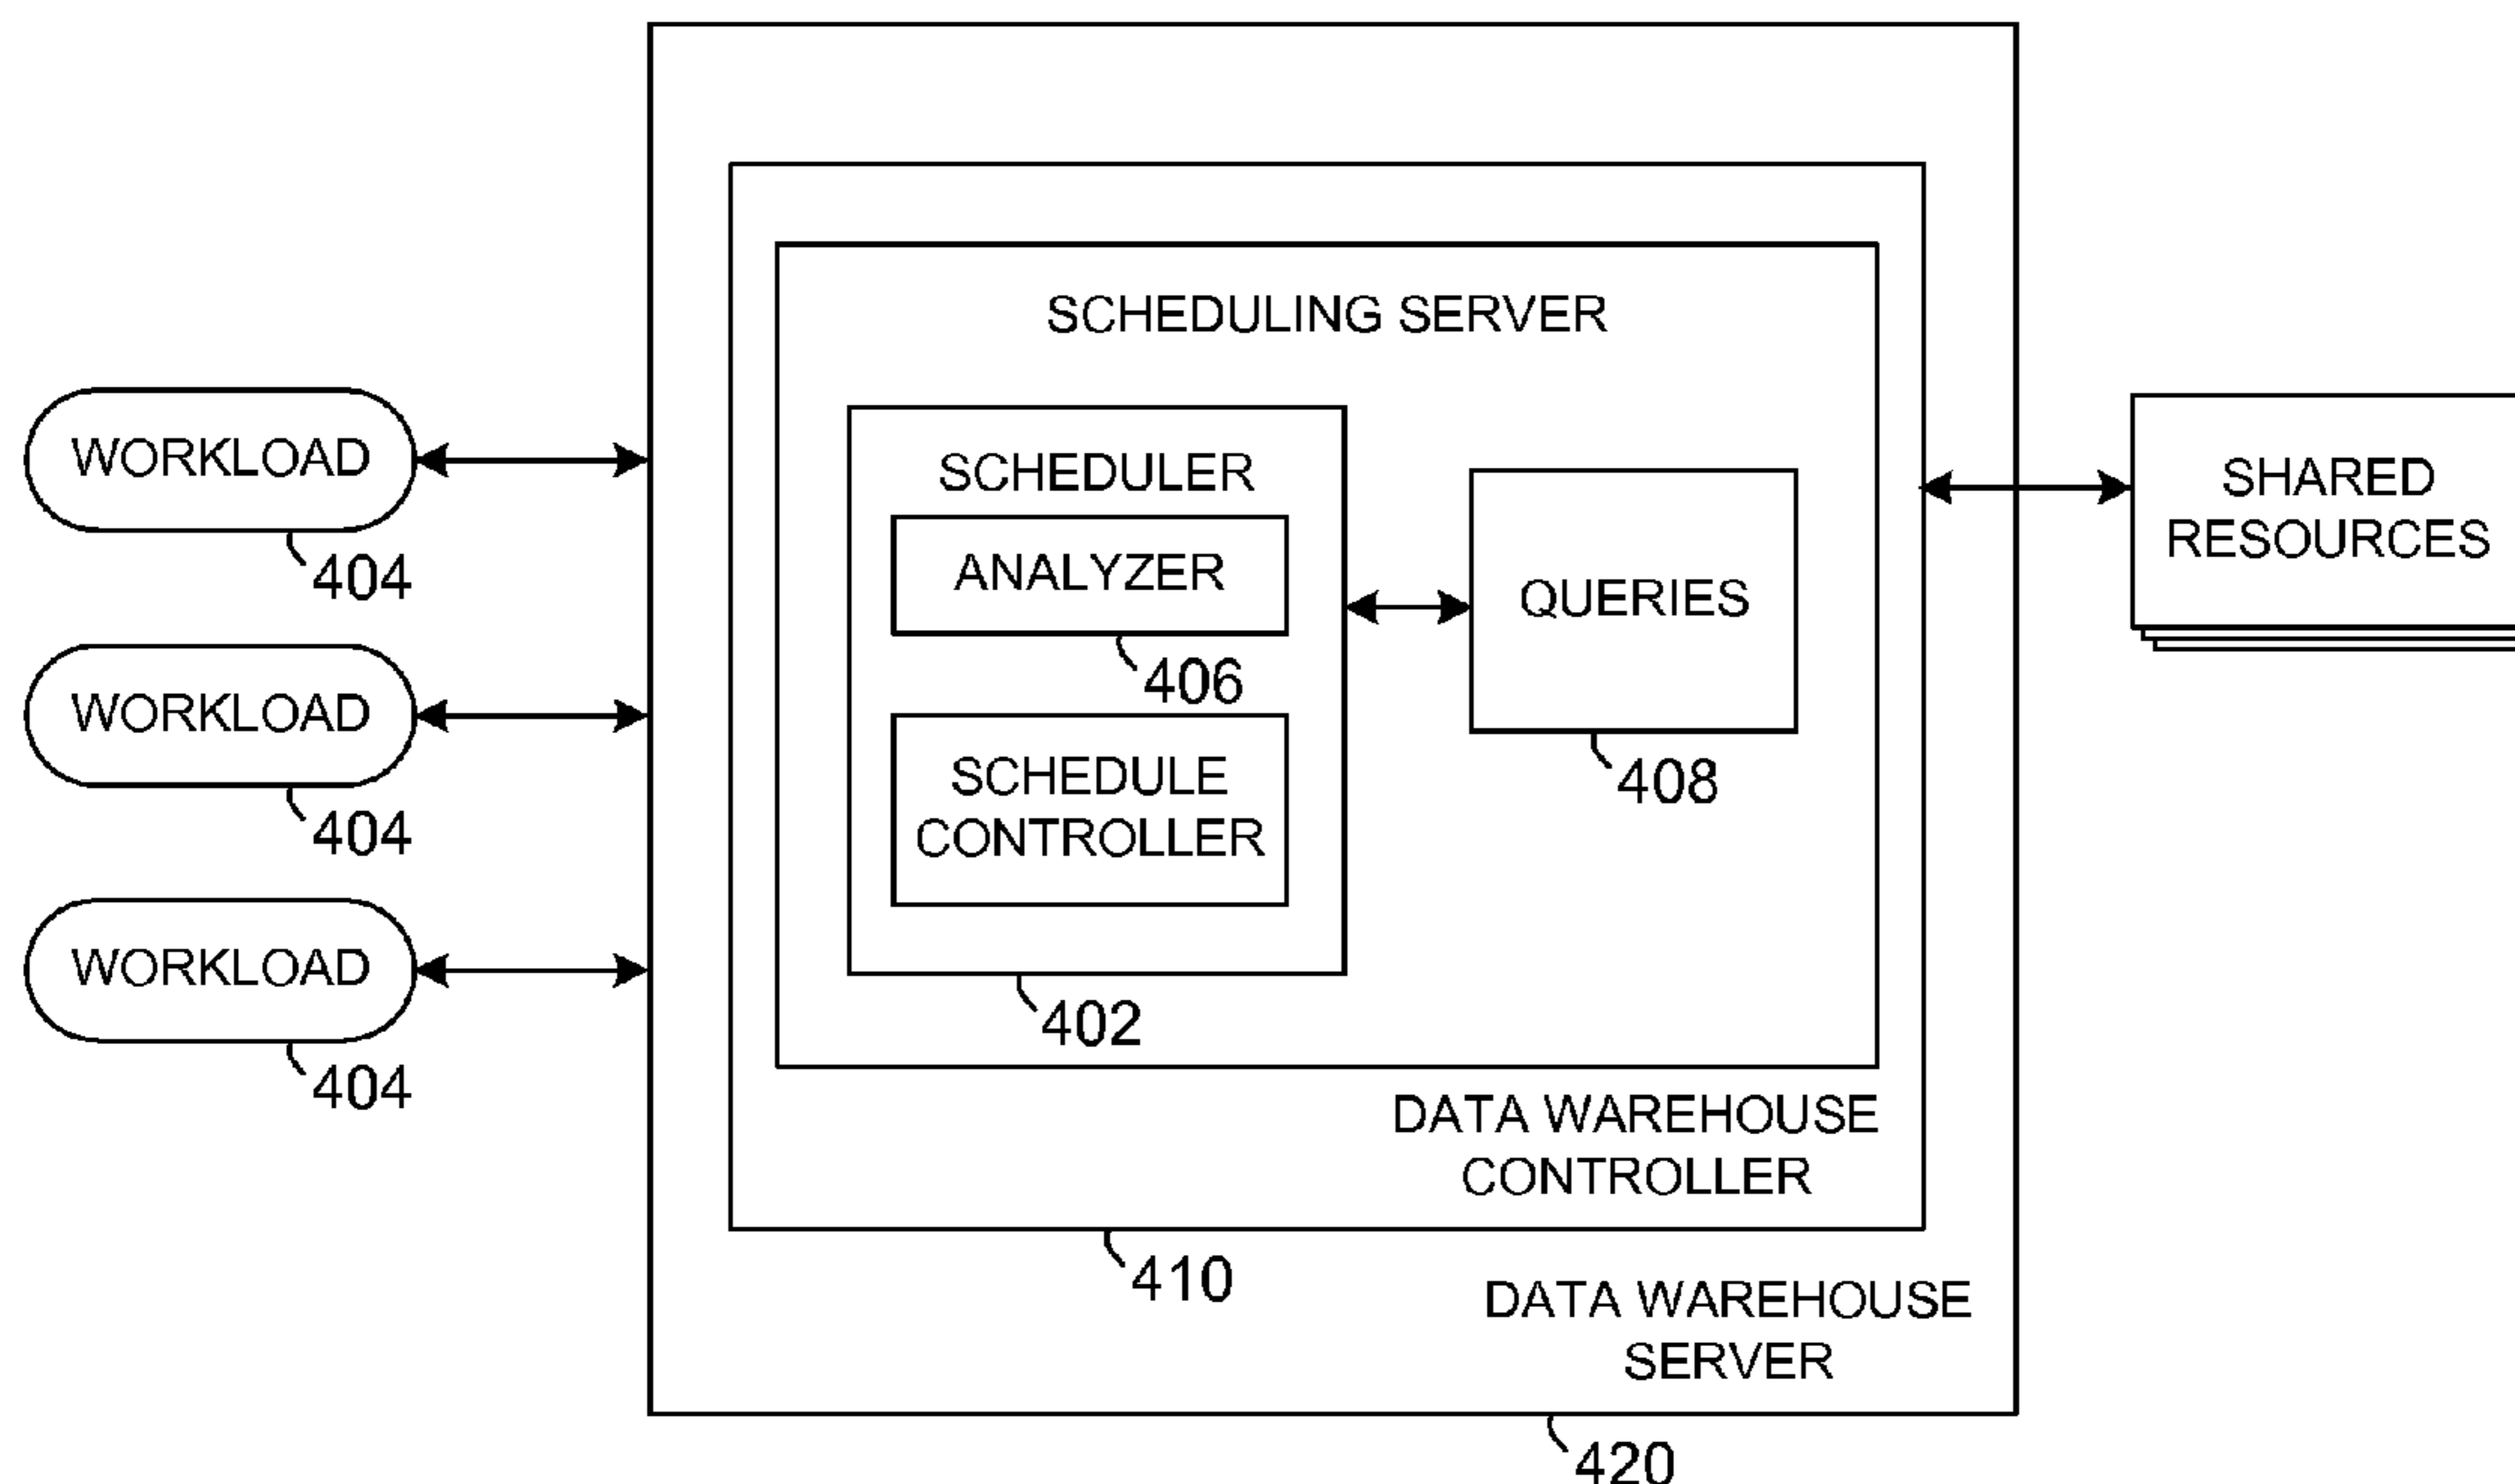 SCHEDULING SERVER
WORKLOAD
404
WORKLOAD
404
WORKLOAD
404
SCHEDULER
ANALYZER
406
SCHEDULE
CONTROLLER
402
QUERIES
408
SHARED
RESOURCES
DATA WAREHOUSE
CONTROLLER
410
DATA WAREHOUSE
SERVER
420